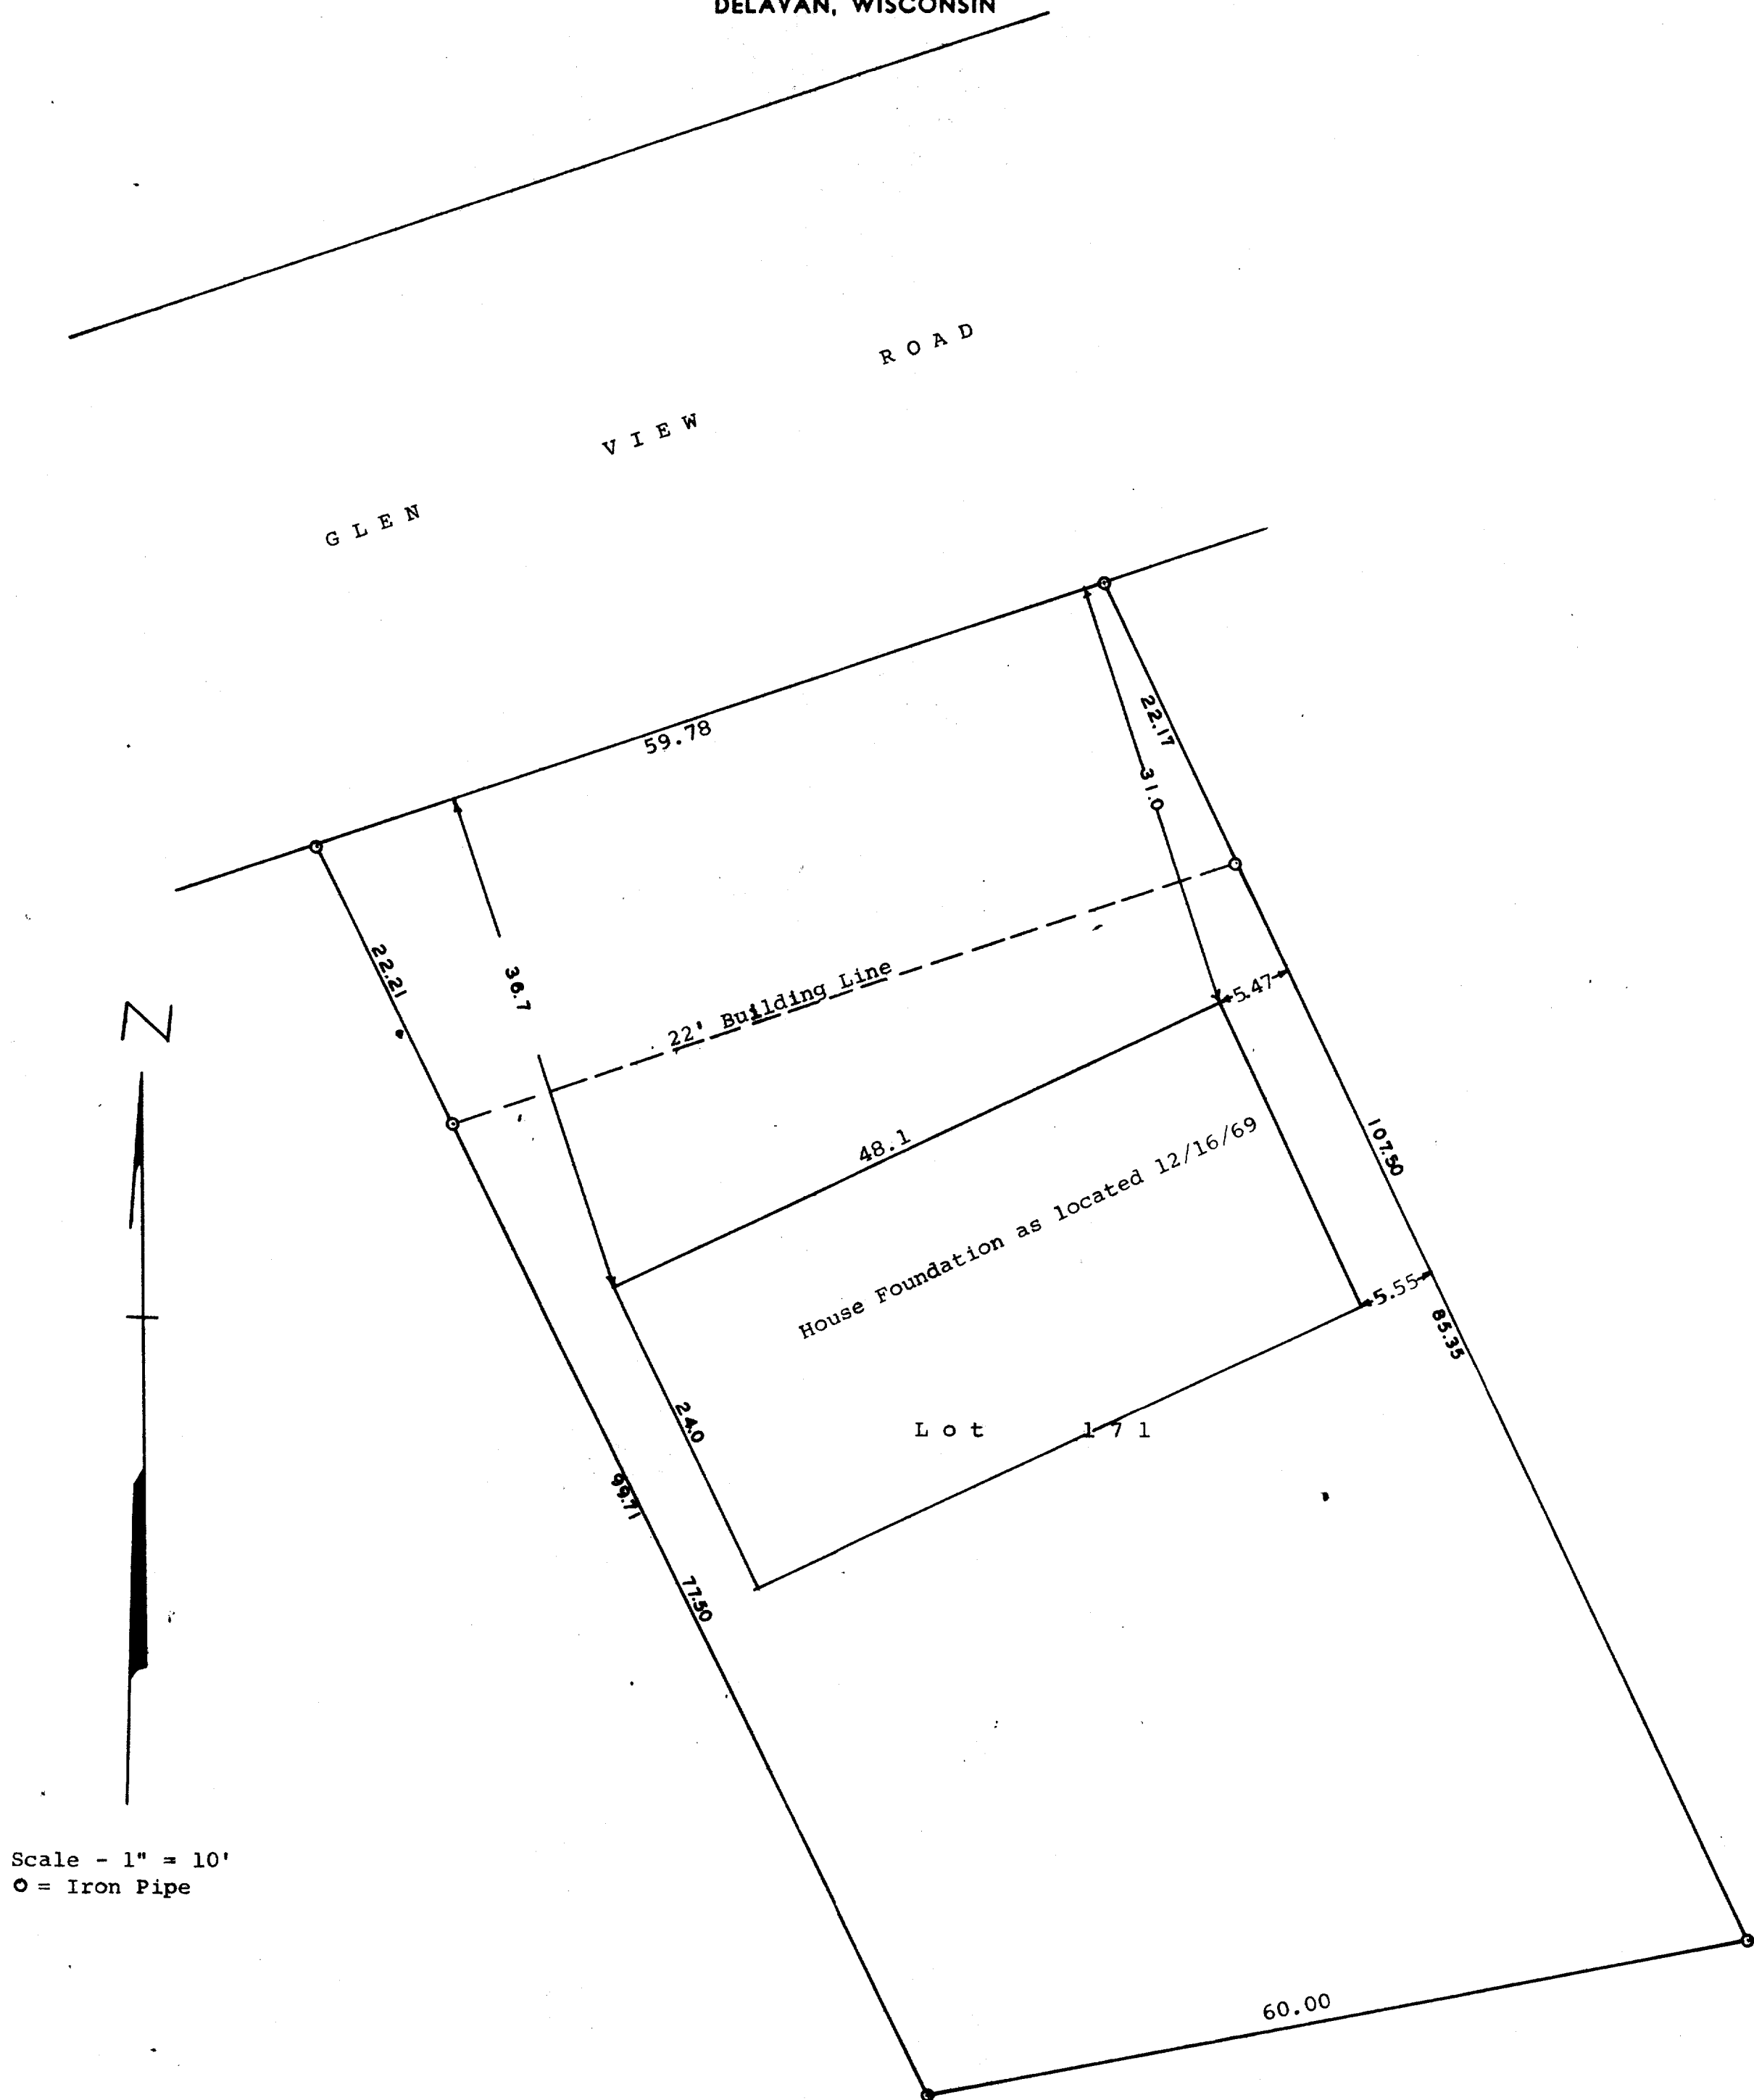 DELAVAN, WISCONSIN
GLEN VIEW ROAD
59.78
22.17
31.0
22.21
36.7
22' Building Line
5.47
N
48.1
107.50
House Foundation as located 12/16/69
5.55
85.35
24.0
Lot 171
99.71
77.50
Scale - 1" = 10'
O = Iron Pipe
60.00